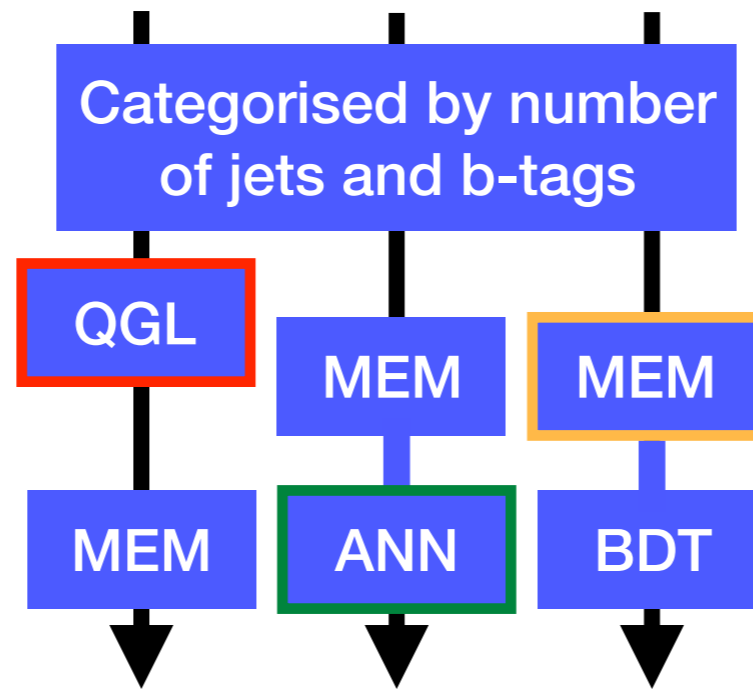 Categorised by number
of jets and b-tags
QGL
MEM
MEM
MEM
ANN
BDT